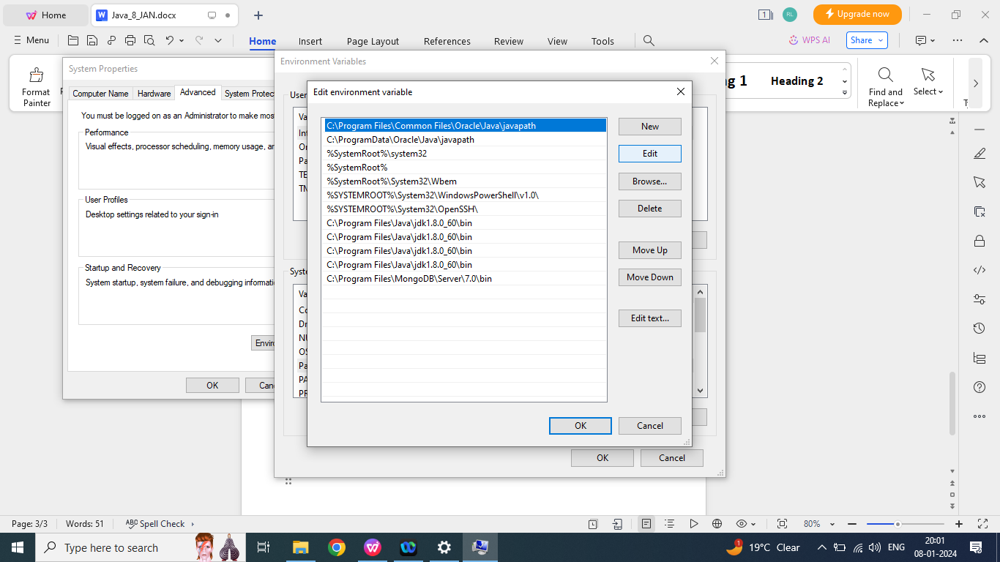 Home
Java_8_JAN.docx
1
RL
Upgrade now
Menu
Home
Insert
Page Layout
References
Review
View
Tools
WPS AI
Share
Format
Painter
g 1
Heading 2
Find and
Replace
Select
System Properties
Computer Name
Hardware
Advanced
System Protect
You must be logged on as an Administrator to make mos
Performance
Visual effects, processor scheduling, memory usage, an
User Profiles
Desktop settings related to your sign-in
Startup and Recovery
System startup, system failure, and debugging informati
Envir
OK
Canc
Environment Variables
User
Va
Int
Pa
TE
Syste
Va
Co
Dr
NU
OS
Pa
PA
PR
OK
Cancel
Edit environment variable
C:\Program Files\Common Files\Oracle\Java\javapath
C:\ProgramData\Oracle\Java\javapath
%SystemRoot%\system32
%SystemRoot%
%SystemRoot%\System32\Wbem
%SYSTEMROOT%\System32\WindowsPowerShell\v1.0\
%SYSTEMROOT%\System32\OpenSSH\
C:\Program Files\Java\jdk1.8.0_60\bin
C:\Program Files\Java\jdk1.8.0_60\bin
C:\Program Files\Java\jdk1.8.0_60\bin
C:\Program Files\Java\jdk1.8.0_60\bin
C:\Program Files\MongoDB\Server\7.0\bin
New
Edit
Browse...
Delete
Move Up
Move Down
Edit text...
OK
Cancel
Page: 3/3
Words: 51
Spell Check
80%
Type here to search
1
19°C Clear
ENG
20:01
08-01-2024